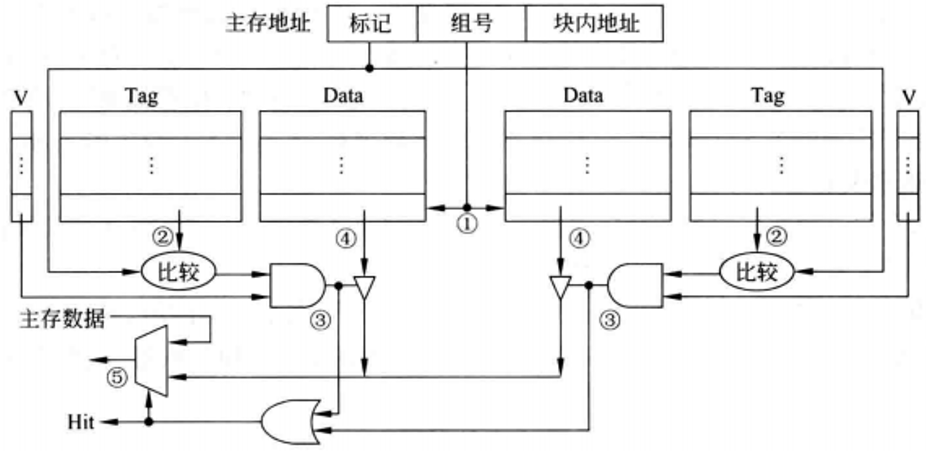 主存地址 标记 组号 块内地址
V Tag Data Data Tag V
⋮ ⋮ ⋮ ⋮ ⋮ ⋮
①
② ④ ④ ②
比较 比较
③ ③
主存数据
⑤
Hit